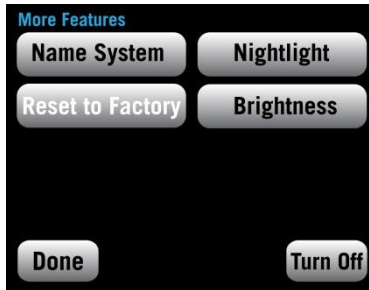 More Features
Name System
Nightlight
Reset to Factory
Brightness
Done
Turn Off